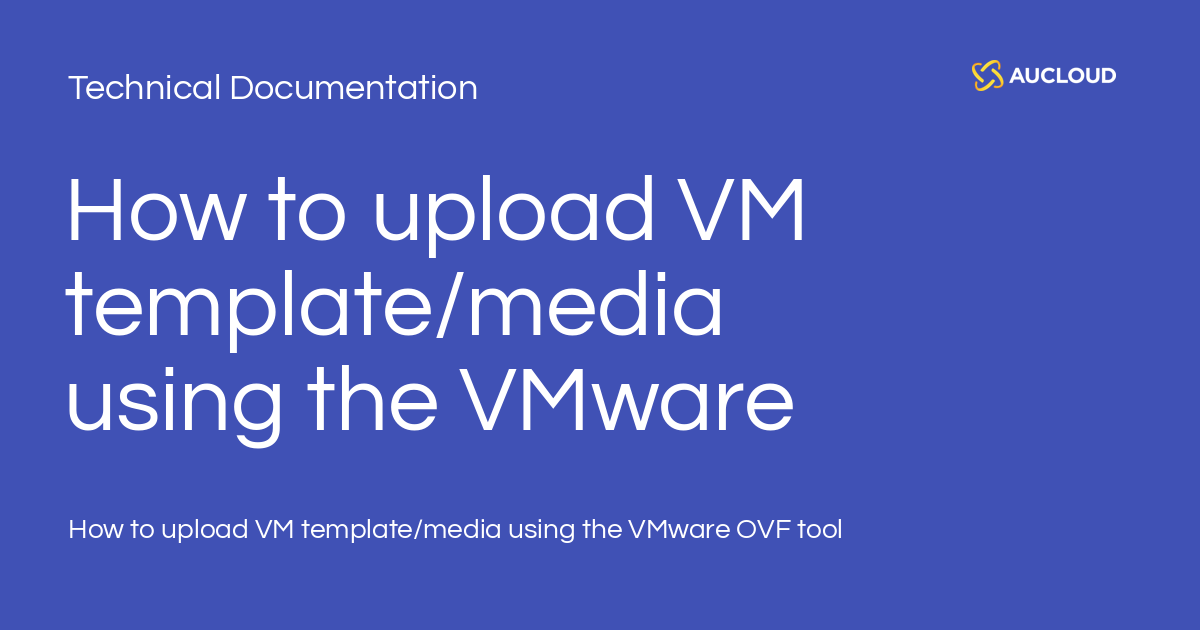 Technical Documentation
AUCLOUD
How to upload VM
template/media
using the VMware
How to upload VM template/media using the VMware OVF tool